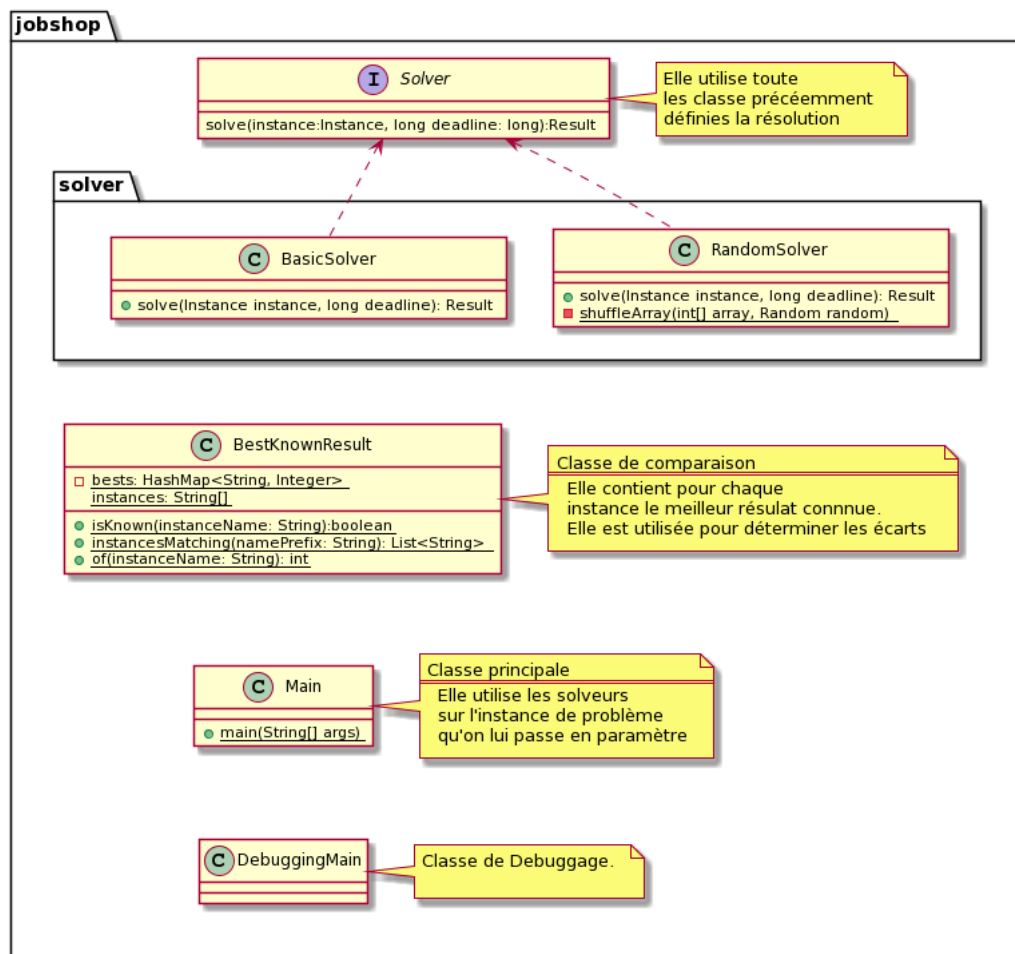 jobshop
I Solver
solve(instance:Instance, long deadline: long):Result
Elle utilise toute
les classe précéemment
définies la résolution
solver
C BasicSolver
solve(Instance instance, long deadline): Result
C RandomSolver
solve(Instance instance, long deadline): Result
shuffleArray(int[] array, Random random)
C BestKnownResult
bests: HashMap<String, Integer>
instances: String[]
isKnown(instanceName: String):boolean
instancesMatching(namePrefix: String): List<String>
of(instanceName: String): int
Classe de comparaison
Elle contient pour chaque
instance le meilleur résulat connnue.
Elle est utilisée pour déterminer les écarts
C Main
main(String[] args)
Classe principale
Elle utilise les solveurs
sur l'instance de problème
qu'on lui passe en paramètre
C DebuggingMain
Classe de Debuggage.